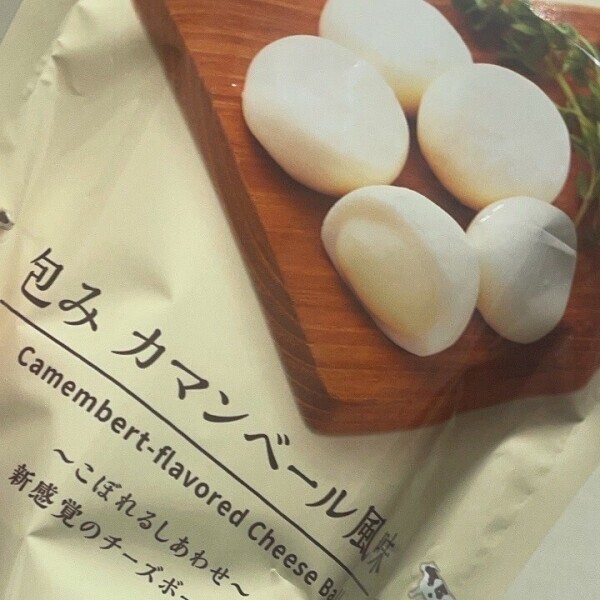 包み カマンベール風味
Camembert-flavored Cheese
～こぼれるしあわせ～
新感覚のチーズボー